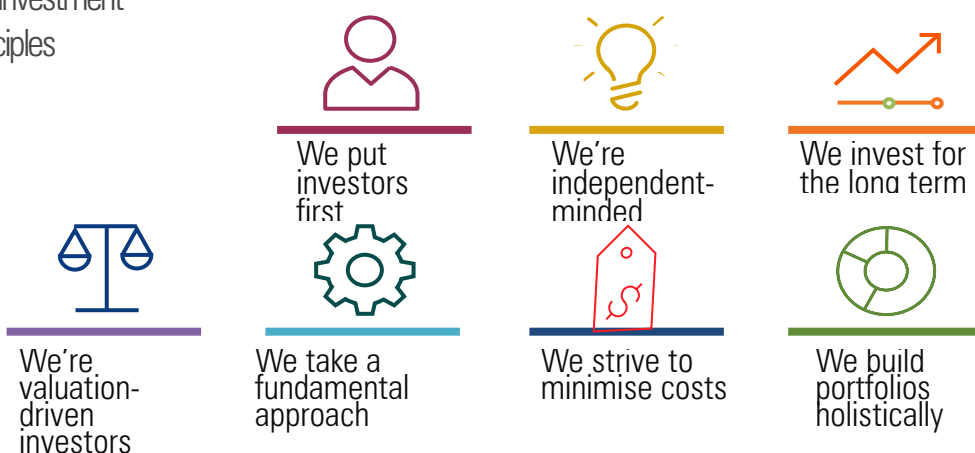 investment
ciples
We put
investors
first
We're
independent-
minded
We invest for
the long term
We're
valuation-
driven
investors
We take a
fundamental
approach
$
We strive to
minimise costs
We build
portfolios
holistically